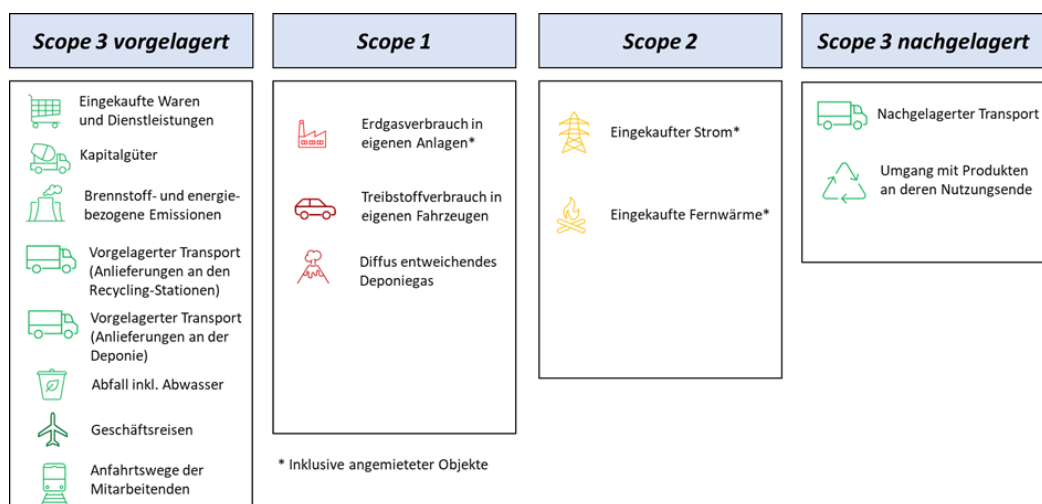 Scope 3 vorgelagert
Eingekaufte Waren
und Dienstleistungen
Kapitalgüter
Brennstoff- und energie-
bezogene Emissionen
Vorgelagerter Transport
(Anlieferungen an den
Recycling-Stationen)
Vorgelagerter Transport
(Anlieferungen an der
Deponie)
Abfall inkl. Abwasser
Geschäftsreisen
Anfahrtswege der
Mitarbeitenden
Scope 1
Erdgasverbrauch in
eigenen Anlagen*
Treibstoffverbrauch in
eigenen Fahrzeugen
Diffus entweichendes
Deponiegas
* Inklusive angemieteter Objekte
Scope 2
Eingekaufter Strom*
Eingekaufte Fernwärme*
Scope 3 nachgelagert
Nachgelagerter Transport
Umgang mit Produkten
an deren Nutzungsende